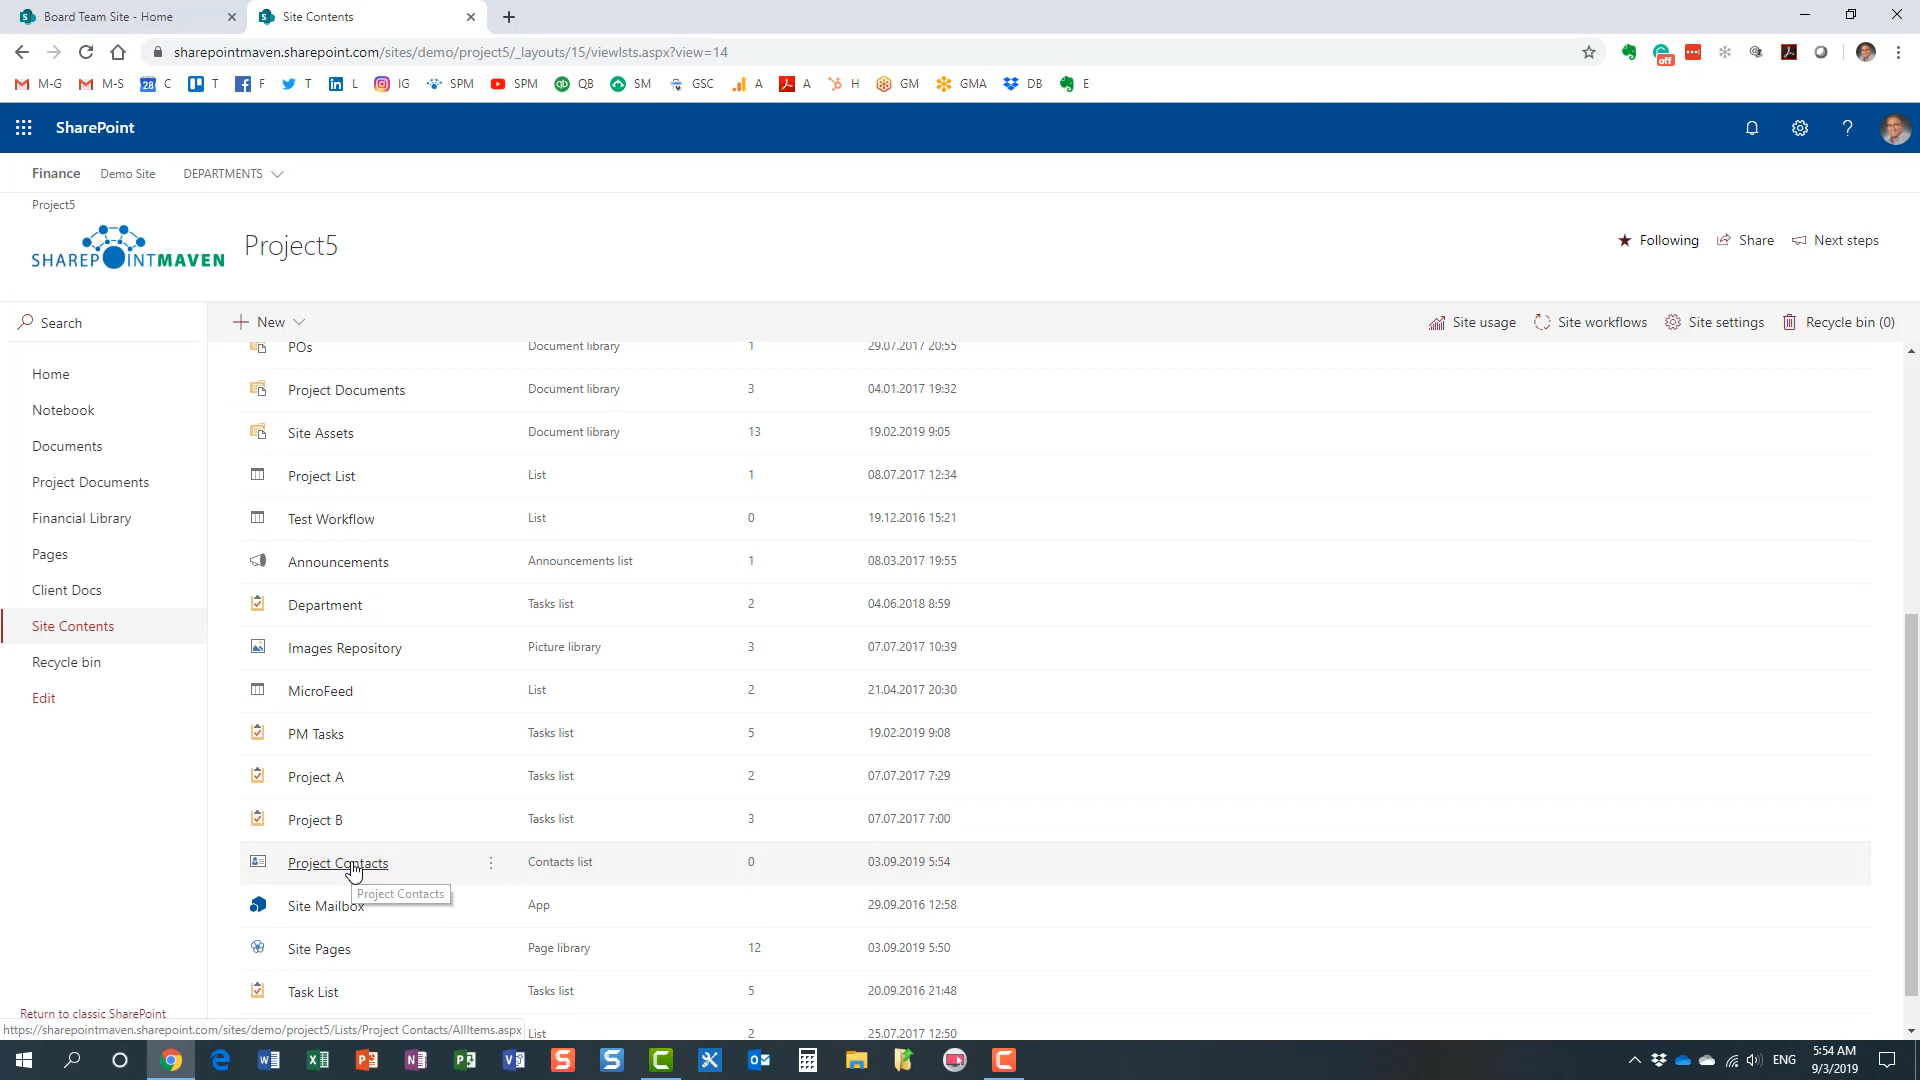 Board Team Site - Home
Site Contents
sharepointmaven.sharepoint.com/sites/demo/project5/_layouts/15/viewlsts.aspx?view=14
off
M-G M-S 28 C T F T L IG SPM SPM QB SM GSC A A H GM GMA DB E
SharePoint
Finance Demo Site DEPARTMENTS
Project5
SHAREPOINTMAVEN
Project5
Following Share Next steps
Search
New
Site usage Site workflows Site settings Recycle bin (0)
Home
Notebook
Documents
Project Documents
Financial Library
Pages
Client Docs
Site Contents
Recycle bin
Edit
POs Document library 1 29.07.2017 20:55
Project Documents Document library 3 04.01.2017 19:32
Site Assets Document library 13 19.02.2019 9:05
Project List List 1 08.07.2017 12:34
Test Workflow List 0 19.12.2016 15:21
Announcements Announcements list 1 08.03.2017 19:55
Department Tasks list 2 04.06.2018 8:59
Images Repository Picture library 3 07.07.2017 10:39
MicroFeed List 2 21.04.2017 20:30
PM Tasks Tasks list 5 19.02.2019 9:08
Project A Tasks list 2 07.07.2017 7:29
Project B Tasks list 3 07.07.2017 7:00
Project Contacts Contacts list 0 03.09.2019 5:54
Project Contacts
Site Mailbox App 29.09.2016 12:58
Site Pages Page library 12 03.09.2019 5:50
Task List Tasks list 5 20.09.2016 21:48
List 2 25.07.2017 12:50
Return to classic SharePoint
https://sharepointmaven.sharepoint.com/sites/demo/project5/Lists/Project Contacts/AllItems.aspx
ENG
5:54 AM
9/3/2019